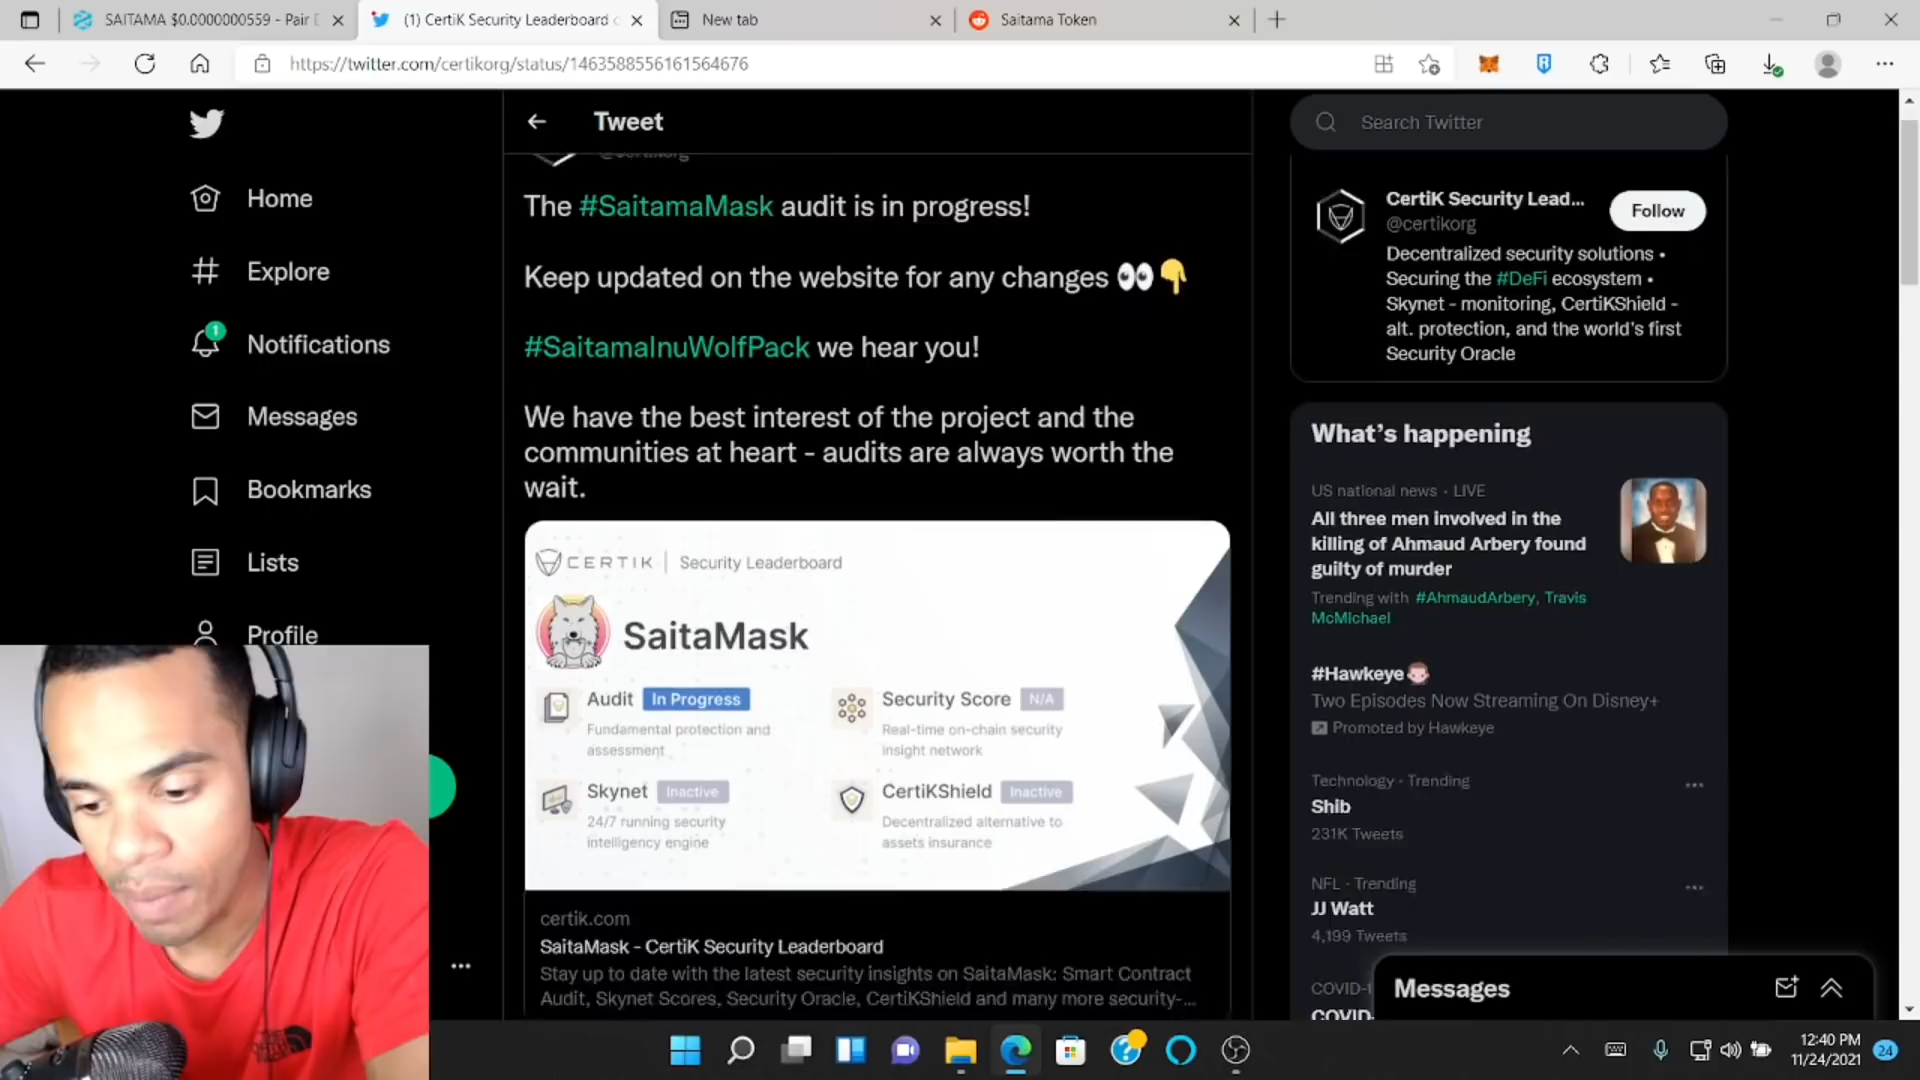 SAITAMA $0.0000000559 - Pair
(1) CertiK Security Leaderboard
New tab
Saitama Token
https://twitter.com/certikorg/status/1463588556161564676
Tweet
Search Twitter
@certikorg
Home
Explore
1
Notifications
Messages
Bookmarks
Lists
Profile
The #SaitamaMask audit is in progress!
Keep updated on the website for any changes 👀👇
#SaitamaInuWolfPack we hear you!
We have the best interest of the project and the
communities at heart - audits are always worth the
wait.
CERTIK | Security Leaderboard
SaitaMask
Audit In Progress
Fundamental protection and
assessment
Security Score N/A
Real-time on-chain security
insight network
Skynet Inactive
24/7 running security
intelligency engine
CertiKShield Inactive
Decentralized alternative to
assets insurance
certik.com
SaitaMask - CertiK Security Leaderboard
Stay up to date with the latest security insights on SaitaMask: Smart Contract
Audit, Skynet Scores, Security Oracle, CertiKShield and many more security-...
CertiK Security Lead...
Follow
@certikorg
Decentralized security solutions •
Securing the #DeFi ecosystem •
Skynet - monitoring, CertiKShield -
alt. protection, and the world's first
Security Oracle
What's happening
US national news · LIVE
All three men involved in the
killing of Ahmaud Arbery found
guilty of murder
Trending with #AhmaudArbery, Travis
McMichael
#Hawkeye
Two Episodes Now Streaming On Disney+
Promoted by Hawkeye
Technology · Trending
Shib
231K Tweets
NFL · Trending
JJ Watt
4,199 Tweets
COVID-1
COVID-
Messages
12:40 PM
11/24/2021
24